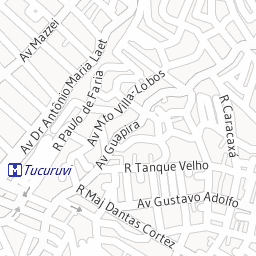 Av Mazzei
Av Dr Antônio Maria Laet
R Paulo de Faria
Av Mto Villa-Lobos
Av Guapira
R Caracaxá
R Tanque Velho
Tucuruvi
Av Gustavo Adolfo
R Maj Dantas Cortez